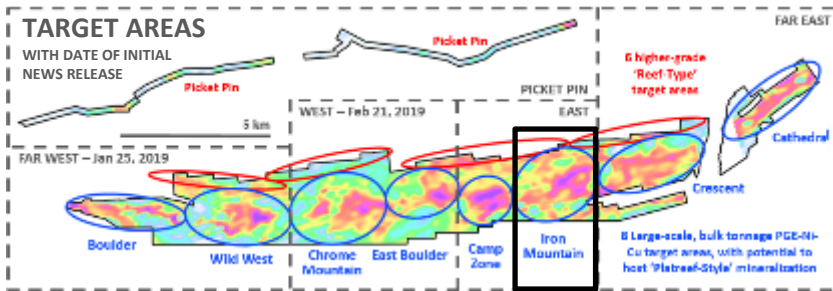 TARGET AREAS
WITH DATE OF INITIAL
NEWS RELEASE
Picket Pin
5 km
Picket Pin
PICKET PIN
FAR EAST
6 higher-grade
'Reef-Type'
target areas
Cathedral
WEST – Feb 21, 2019
EAST
FAR WEST – Jan 25, 2019
Crescent
Boulder
Wild West
Chrome
Mountain
East Boulder
Camp
Zone
Iron
Mountain
8 Large-scale, bulk tonnage PGE-Ni-
Cu target areas, with potential to
host 'Platreef-Style' mineralization